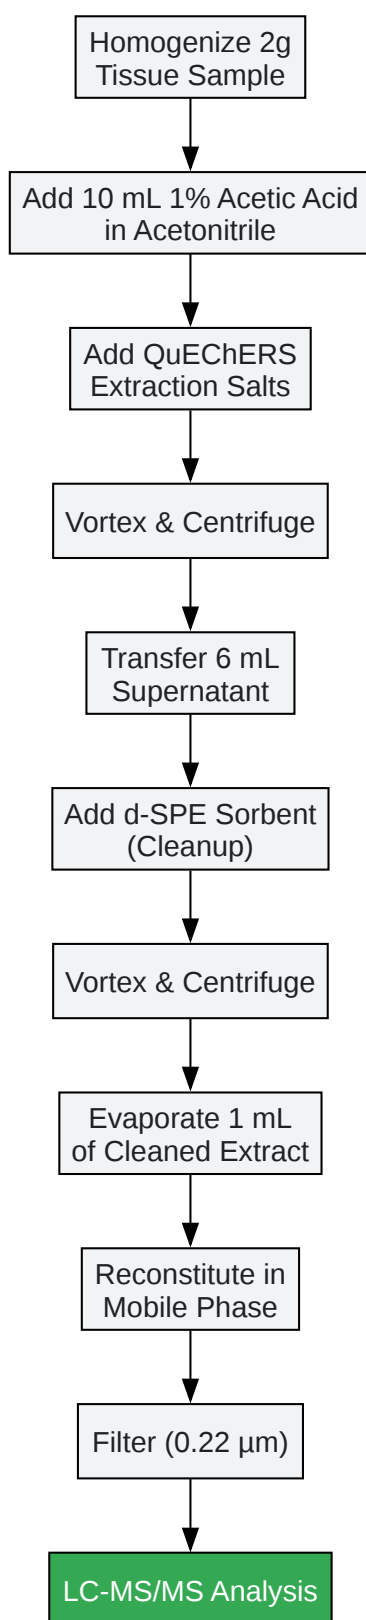 Homogenize 2g
Tissue Sample
Add 10 mL 1% Acetic Acid
in Acetonitrile
Add QuEChERS
Extraction Salts
Vortex & Centrifuge
Transfer 6 mL
Supernatant
Add d-SPE Sorbent
(Cleanup)
Vortex & Centrifuge
Evaporate 1 mL
of Cleaned Extract
Reconstitute in
Mobile Phase
Filter (0.22 µm)
LC-MS/MS Analysis